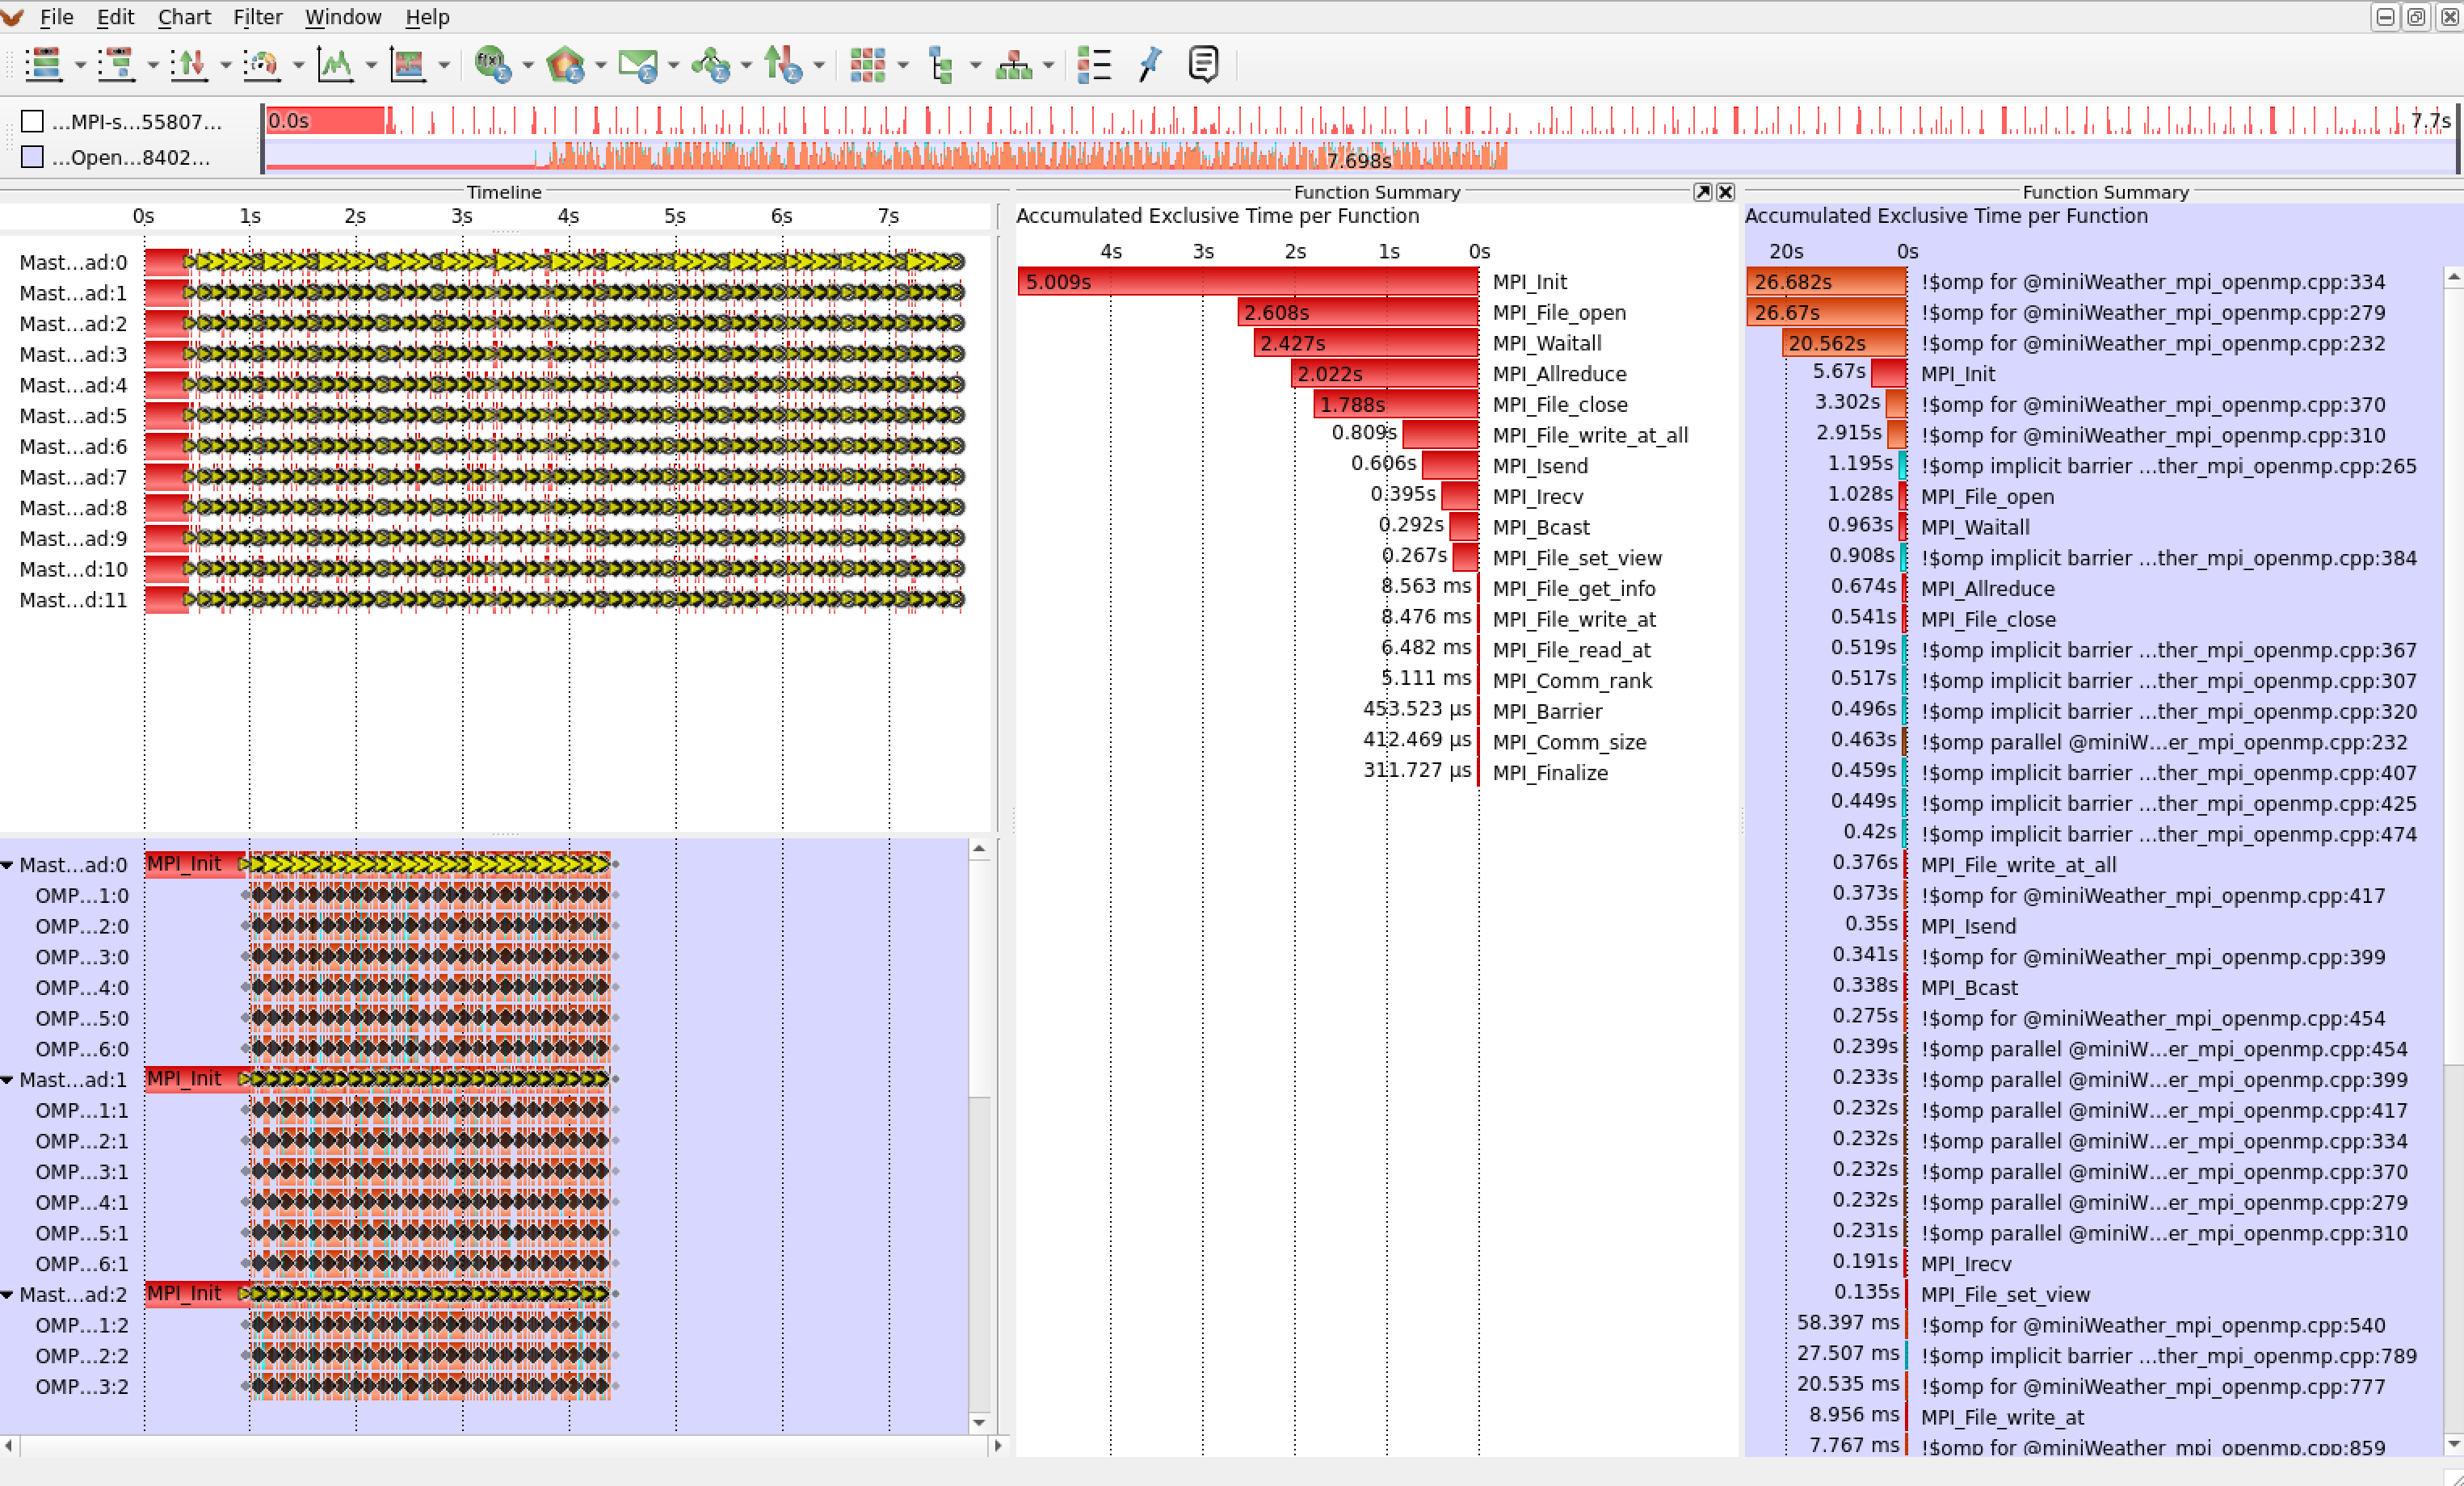 File Edit Chart Filter Window Help
...MPI-s...55807...
0.0s
7.7s
...Open...8402...
7.698s
Timeline
0s 1s 2s 3s 4s 5s 6s 7s
Mast...ad:0
Mast...ad:1
Mast...ad:2
Mast...ad:3
Mast...ad:4
Mast...ad:5
Mast...ad:6
Mast...ad:7
Mast...ad:8
Mast...ad:9
Mast...d:10
Mast...d:11
Mast...ad:0 MPI_Init
OMP...1:0
OMP...2:0
OMP...3:0
OMP...4:0
OMP...5:0
OMP...6:0
Mast...ad:1 MPI_Init
OMP...1:1
OMP...2:1
OMP...3:1
OMP...4:1
OMP...5:1
OMP...6:1
Mast...ad:2 MPI_Init
OMP...1:2
OMP...2:2
OMP...3:2
Function Summary
Accumulated Exclusive Time per Function
4s 3s 2s 1s 0s
5.009s MPI_Init
2.608s MPI_File_open
2.427s MPI_Waitall
2.022s MPI_Allreduce
1.788s MPI_File_close
0.809s MPI_File_write_at_all
0.606s MPI_Isend
0.395s MPI_Irecv
0.292s MPI_Bcast
0.267s MPI_File_set_view
8.563 ms MPI_File_get_info
8.476 ms MPI_File_write_at
6.482 ms MPI_File_read_at
5.111 ms MPI_Comm_rank
453.523 µs MPI_Barrier
412.469 µs MPI_Comm_size
311.727 µs MPI_Finalize
Function Summary
Accumulated Exclusive Time per Function
20s 0s
26.682s !$omp for @miniWeather_mpi_openmp.cpp:334
26.67s !$omp for @miniWeather_mpi_openmp.cpp:279
20.562s !$omp for @miniWeather_mpi_openmp.cpp:232
5.67s MPI_Init
3.302s !$omp for @miniWeather_mpi_openmp.cpp:370
2.915s !$omp for @miniWeather_mpi_openmp.cpp:310
1.195s !$omp implicit barrier ...ther_mpi_openmp.cpp:265
1.028s MPI_File_open
0.963s MPI_Waitall
0.908s !$omp implicit barrier ...ther_mpi_openmp.cpp:384
0.674s MPI_Allreduce
0.541s MPI_File_close
0.519s !$omp implicit barrier ...ther_mpi_openmp.cpp:367
0.517s !$omp implicit barrier ...ther_mpi_openmp.cpp:307
0.496s !$omp implicit barrier ...ther_mpi_openmp.cpp:320
0.463s !$omp parallel @miniW...er_mpi_openmp.cpp:232
0.459s !$omp implicit barrier ...ther_mpi_openmp.cpp:407
0.449s !$omp implicit barrier ...ther_mpi_openmp.cpp:425
0.42s !$omp implicit barrier ...ther_mpi_openmp.cpp:474
0.376s MPI_File_write_at_all
0.373s !$omp for @miniWeather_mpi_openmp.cpp:417
0.35s MPI_Isend
0.341s !$omp for @miniWeather_mpi_openmp.cpp:399
0.338s MPI_Bcast
0.275s !$omp for @miniWeather_mpi_openmp.cpp:454
0.239s !$omp parallel @miniW...er_mpi_openmp.cpp:454
0.233s !$omp parallel @miniW...er_mpi_openmp.cpp:399
0.232s !$omp parallel @miniW...er_mpi_openmp.cpp:417
0.232s !$omp parallel @miniW...er_mpi_openmp.cpp:334
0.232s !$omp parallel @miniW...er_mpi_openmp.cpp:370
0.232s !$omp parallel @miniW...er_mpi_openmp.cpp:279
0.231s !$omp parallel @miniW...er_mpi_openmp.cpp:310
0.191s MPI_Irecv
0.135s MPI_File_set_view
58.397 ms !$omp for @miniWeather_mpi_openmp.cpp:540
27.507 ms !$omp implicit barrier ...ther_mpi_openmp.cpp:789
20.535 ms !$omp for @miniWeather_mpi_openmp.cpp:777
8.956 ms MPI_File_write_at
7.767 ms !$omp for @miniWeather_mpi_openmp.cpp:859